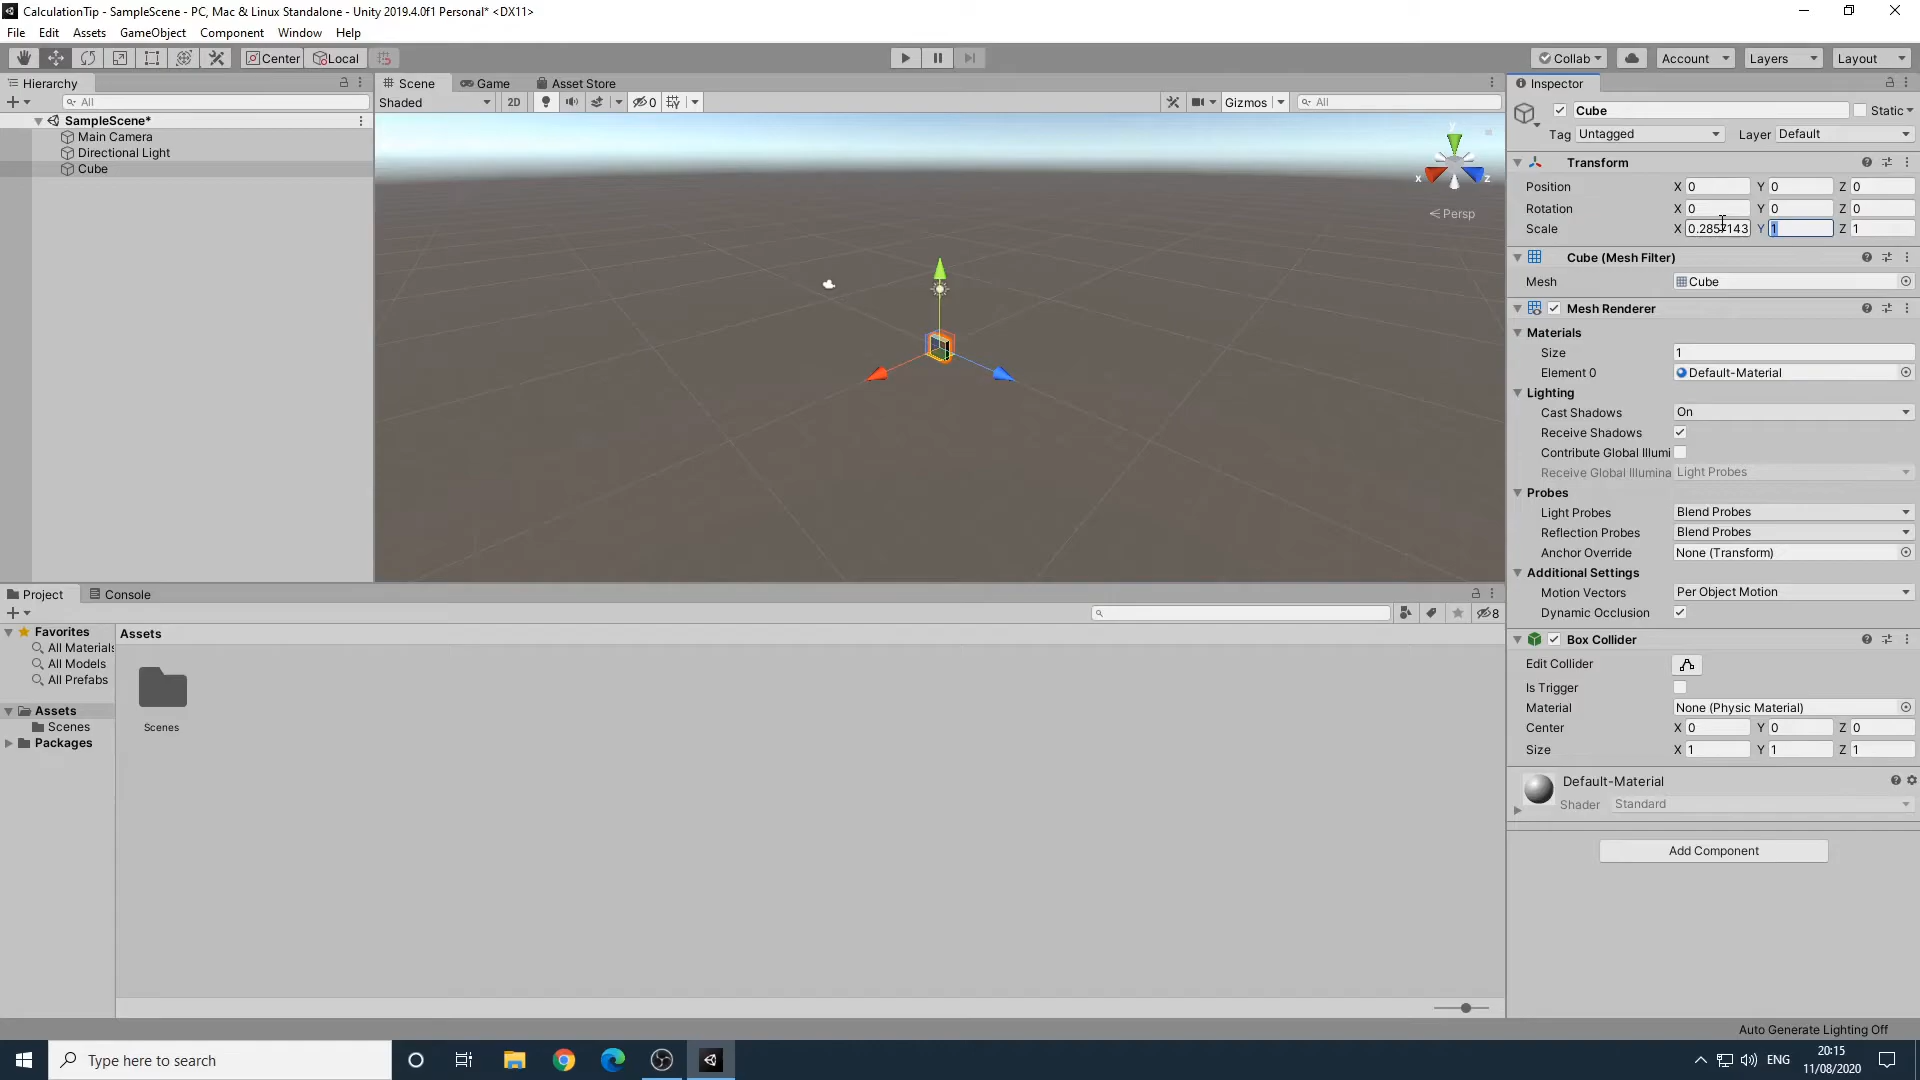 CalculationTip - SampleScene - PC, Mac & Linux Standalone - Unity 2019.4.0f1 Personal* <DX11>
File Edit Assets GameObject Component Window Help
Center Local Collab Account Layers Layout
Hierarchy Scene Game Asset Store Inspector
All Shaded 2D 0 Gizmos All
SampleScene*
Main Camera
Directional Light
Cube
y
x z
Persp
Cube Static
Tag Untagged Layer Default
Transform
Position X 0 Y 0 Z 0
Rotation X 0 Y 0 Z 0
Scale X 0.2857143 Y 1 Z 1
Cube (Mesh Filter)
Mesh Cube
Mesh Renderer
Materials
Size 1
Element 0 Default-Material
Lighting
Cast Shadows On
Receive Shadows
Contribute Global Illumi
Receive Global Illumina Light Probes
Probes
Light Probes Blend Probes
Reflection Probes Blend Probes
Anchor Override None (Transform)
Additional Settings
Motion Vectors Per Object Motion
Dynamic Occlusion
Box Collider
Edit Collider
Is Trigger
Material None (Physic Material)
Center X 0 Y 0 Z 0
Size X 1 Y 1 Z 1
Default-Material
Shader Standard
Add Component
Project Console
8
Favorites
All Materials
All Models
All Prefabs
Assets
Scenes
Packages
Assets
Scenes
Auto Generate Lighting Off
Type here to search
ENG
20:15
11/08/2020